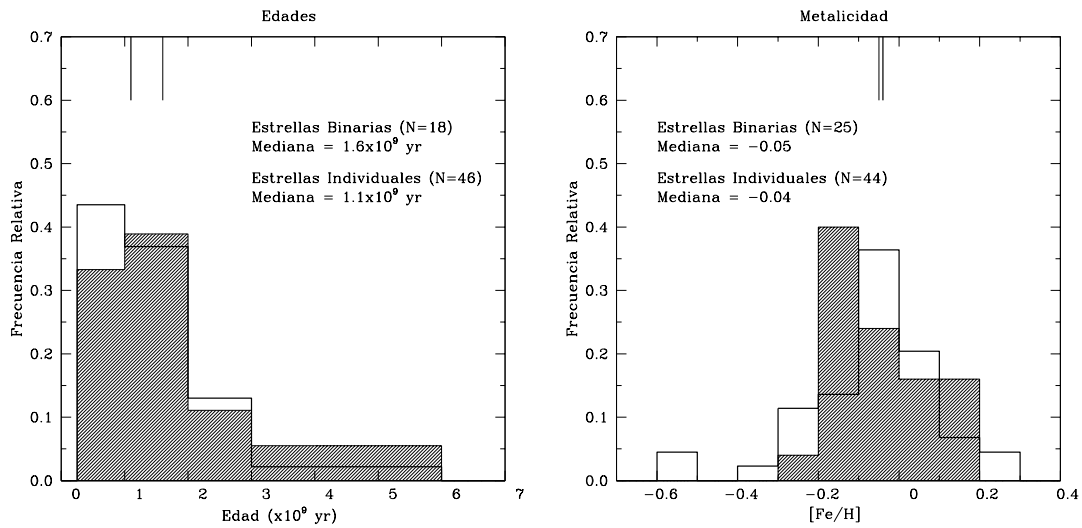 Edades
Frecuencia Relativa
0.7
0.6
0.5
0.4
0.3
0.2
0.1
0.0
Estrellas Binarias (N=18)
Mediana = 1.6x10⁹ yr
Estrellas Individuales (N=46)
Mediana = 1.1x10⁹ yr
0 1 2 3 4 5 6 7
Edad (x10⁹ yr)
Metalicidad
Frecuencia Relativa
0.7
0.6
0.5
0.4
0.3
0.2
0.1
0.0
Estrellas Binarias (N=25)
Mediana = −0.05
Estrellas Individuales (N=44)
Mediana = −0.04
−0.6 −0.4 −0.2 0 0.2 0.4
[Fe/H]